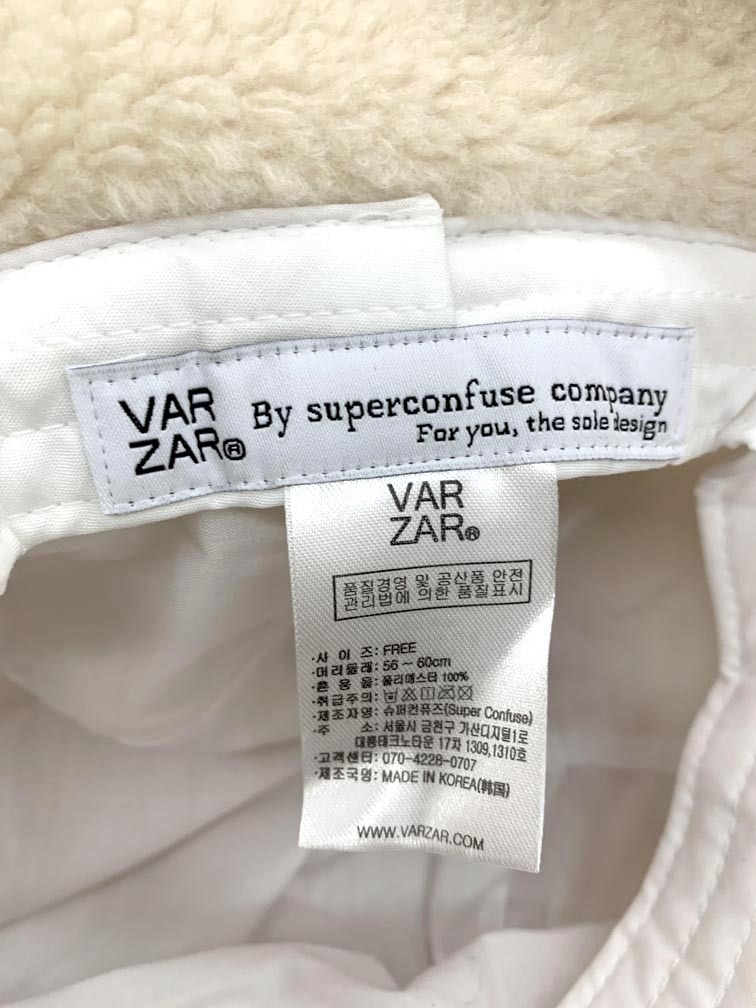 VAR
ZAR®
By superconfuse company
For you, the sole design
VAR
ZAR®
품질경영 및 공산품 안전
관리법에 의한 품질표시
·사 이 즈: FREE
·머리둘레: 56 ~ 60cm
·혼 용 율: 폴리에스터 100%
·취급주의:
·제조자명: 슈퍼컨퓨즈(Super Confuse)
·주 소: 서울시 금천구 가산디지털1로
대륭테크노타운 17차 1309,1310호
·고객센터: 070-4228-0707
·제조국명: MADE IN KOREA(韩国)
WWW.VARZAR.COM